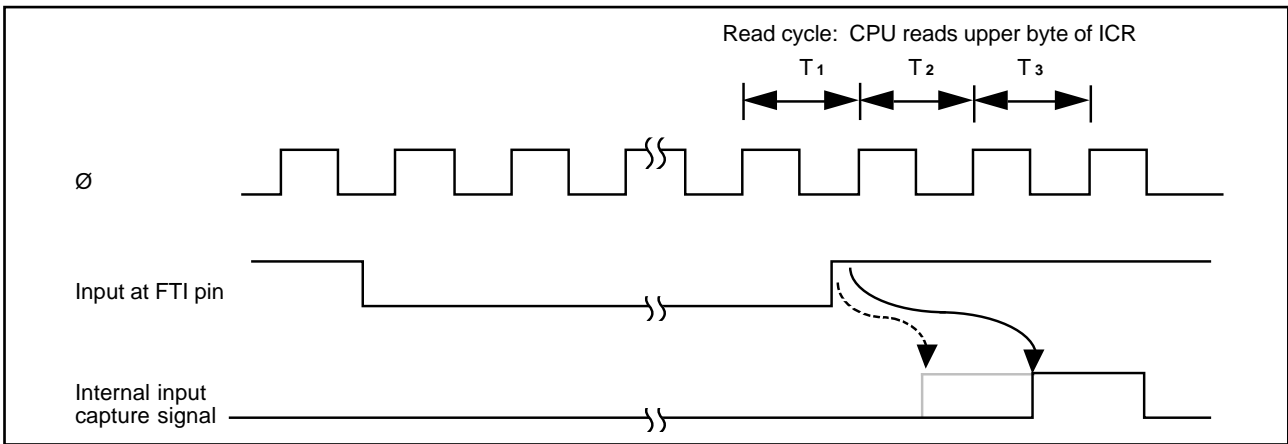 Read cycle: CPU reads upper byte of ICR
T1 T2 T3
Ø
Input at FTI pin
Internal input
capture signal